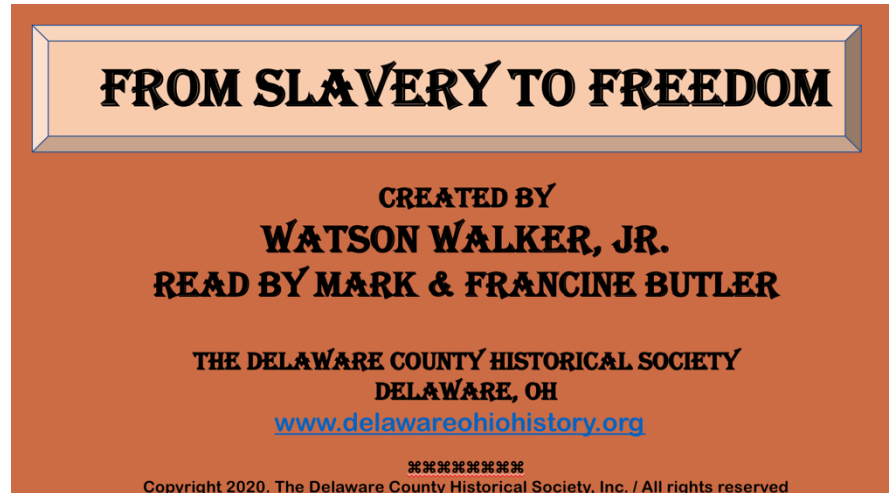 FROM SLAVERY TO FREEDOM
CREATED BY
WATSON WALKER, JR.
READ BY MARK & FRANCINE BUTLER
THE DELAWARE COUNTY HISTORICAL SOCIETY
DELAWARE, OH
www.delawareohiohistory.org
⌘⌘⌘⌘⌘⌘⌘⌘
Copyright 2020. The Delaware County Historical Society, Inc. / All rights reserved